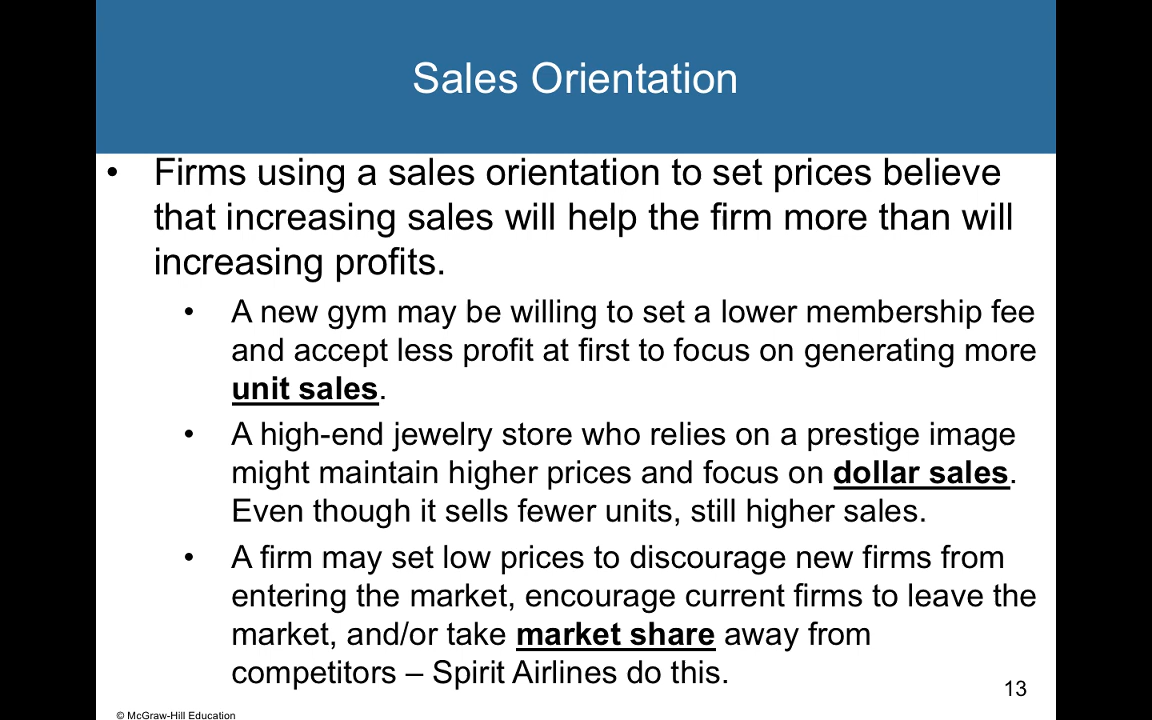 Sales Orientation
• Firms using a sales orientation to set prices believe
that increasing sales will help the firm more than will
increasing profits.
• A new gym may be willing to set a lower membership fee
and accept less profit at first to focus on generating more
unit sales.
• A high-end jewelry store who relies on a prestige image
might maintain higher prices and focus on dollar sales.
Even though it sells fewer units, still higher sales.
• A firm may set low prices to discourage new firms from
entering the market, encourage current firms to leave the
market, and/or take market share away from
competitors – Spirit Airlines do this.
13
© McGraw-Hill Education